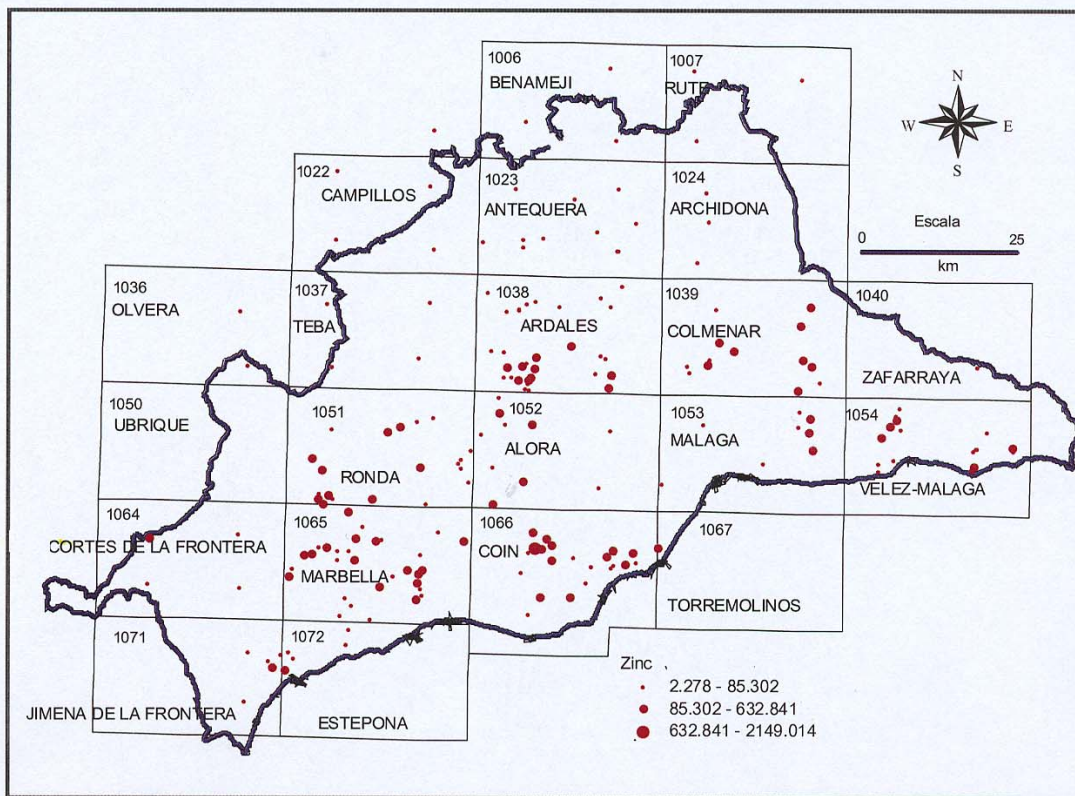 1006
BENAMEJI
1007
RUTE
N
W E
S
1022
CAMPILLOS
1023
ANTEQUERA
1024
ARCHIDONA
Escala
0 25
km
1036
OLVERA
1037
TEBA
1038
ARDALES
1039
COLMENAR
1040
ZAFARRAYA
1050
UBRIQUE
1051
RONDA
1052
ALORA
1053
MALAGA
1054
VELEZ-MALAGA
1064
CORTES DE LA FRONTERA
1065
MARBELLA
1066
COIN
1067
TORREMOLINOS
1071
JIMENA DE LA FRONTERA
1072
ESTEPONA
Zinc
2.278 - 85.302
85.302 - 632.841
632.841 - 2149.014